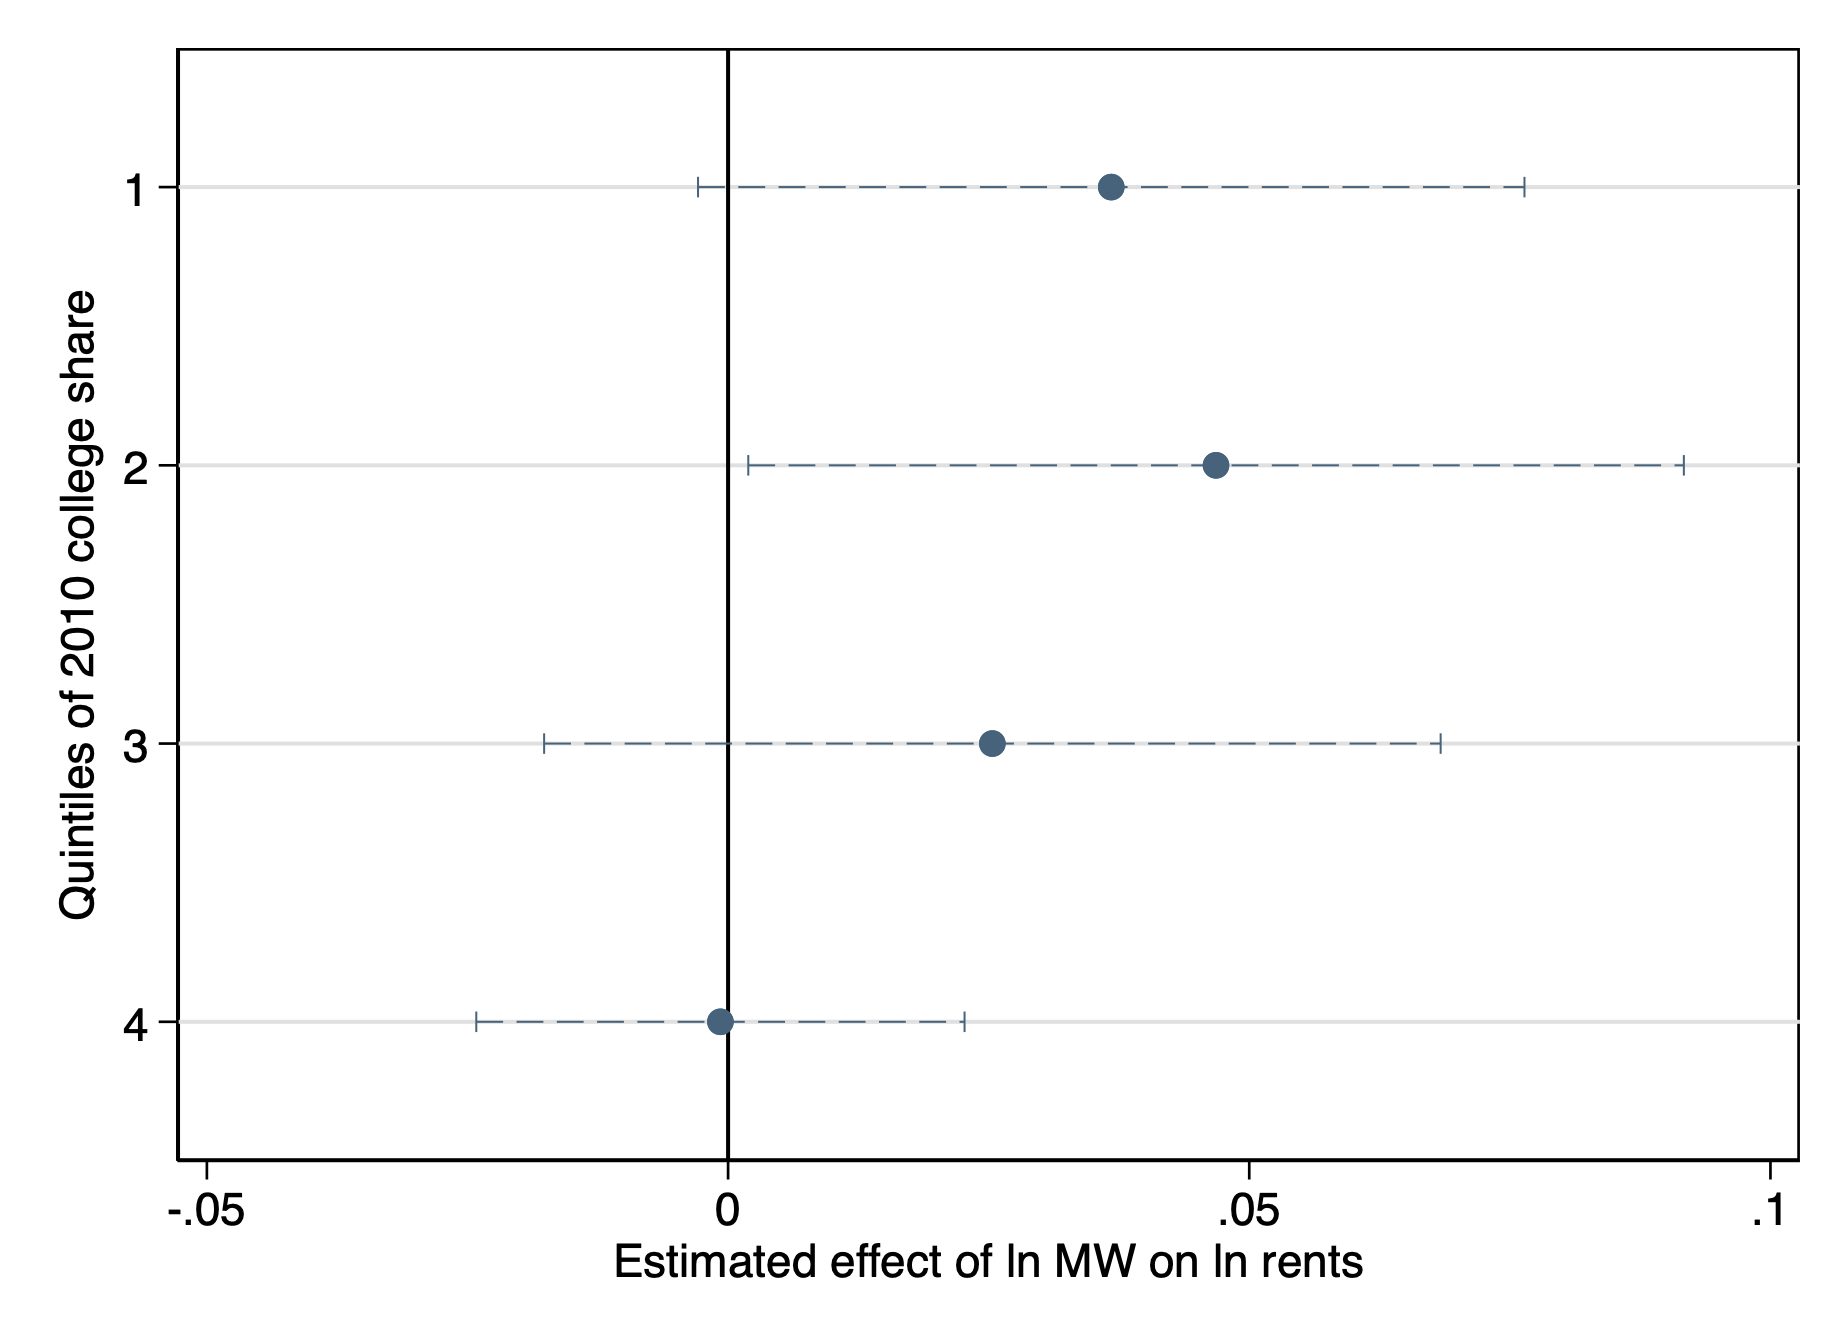 Quintiles of 2010 college share
1
2
3
4
-.05 0 .05 .1
Estimated effect of ln MW on ln rents